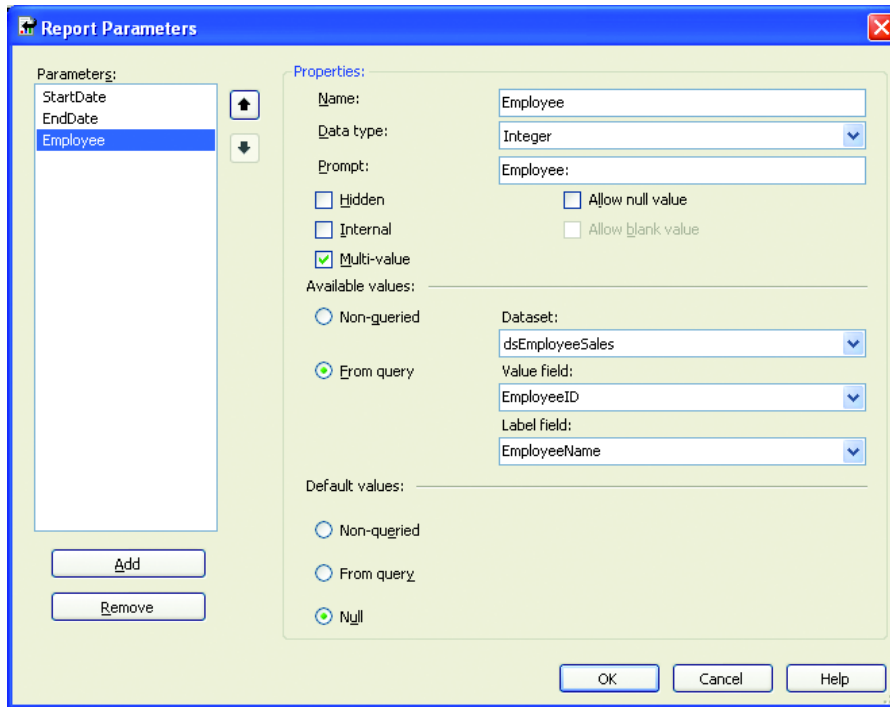 Report Parameters
Parameters:
StartDate
EndDate
Employee
Properties:
Name:
Employee
Data type:
Integer
Prompt:
Employee:
Hidden
Allow null value
Internal
Allow blank value
Multi-value
Available values:
Non-queried
Dataset:
dsEmployeeSales
From query
Value field:
EmployeeID
Label field:
EmployeeName
Default values:
Non-queried
From query
Null
Add
Remove
OK
Cancel
Help